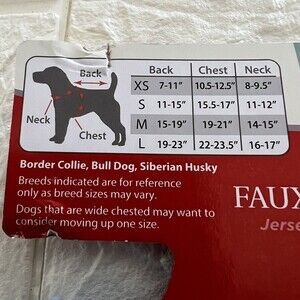 Back
Neck
Chest
Back Chest Neck
XS 7-11" 10.5-12.5" 8-9.5"
S 11-15" 15.5-17" 11-12"
M 15-19" 19-21" 14-15"
L 19-23" 22-23.5" 16-17"
Border Collie, Bull Dog, Siberian Husky
Breeds indicated are for reference
only as breed sizes may vary.
Dogs that are wide chested may want to
consider moving up one size.
FAUX
Jerse